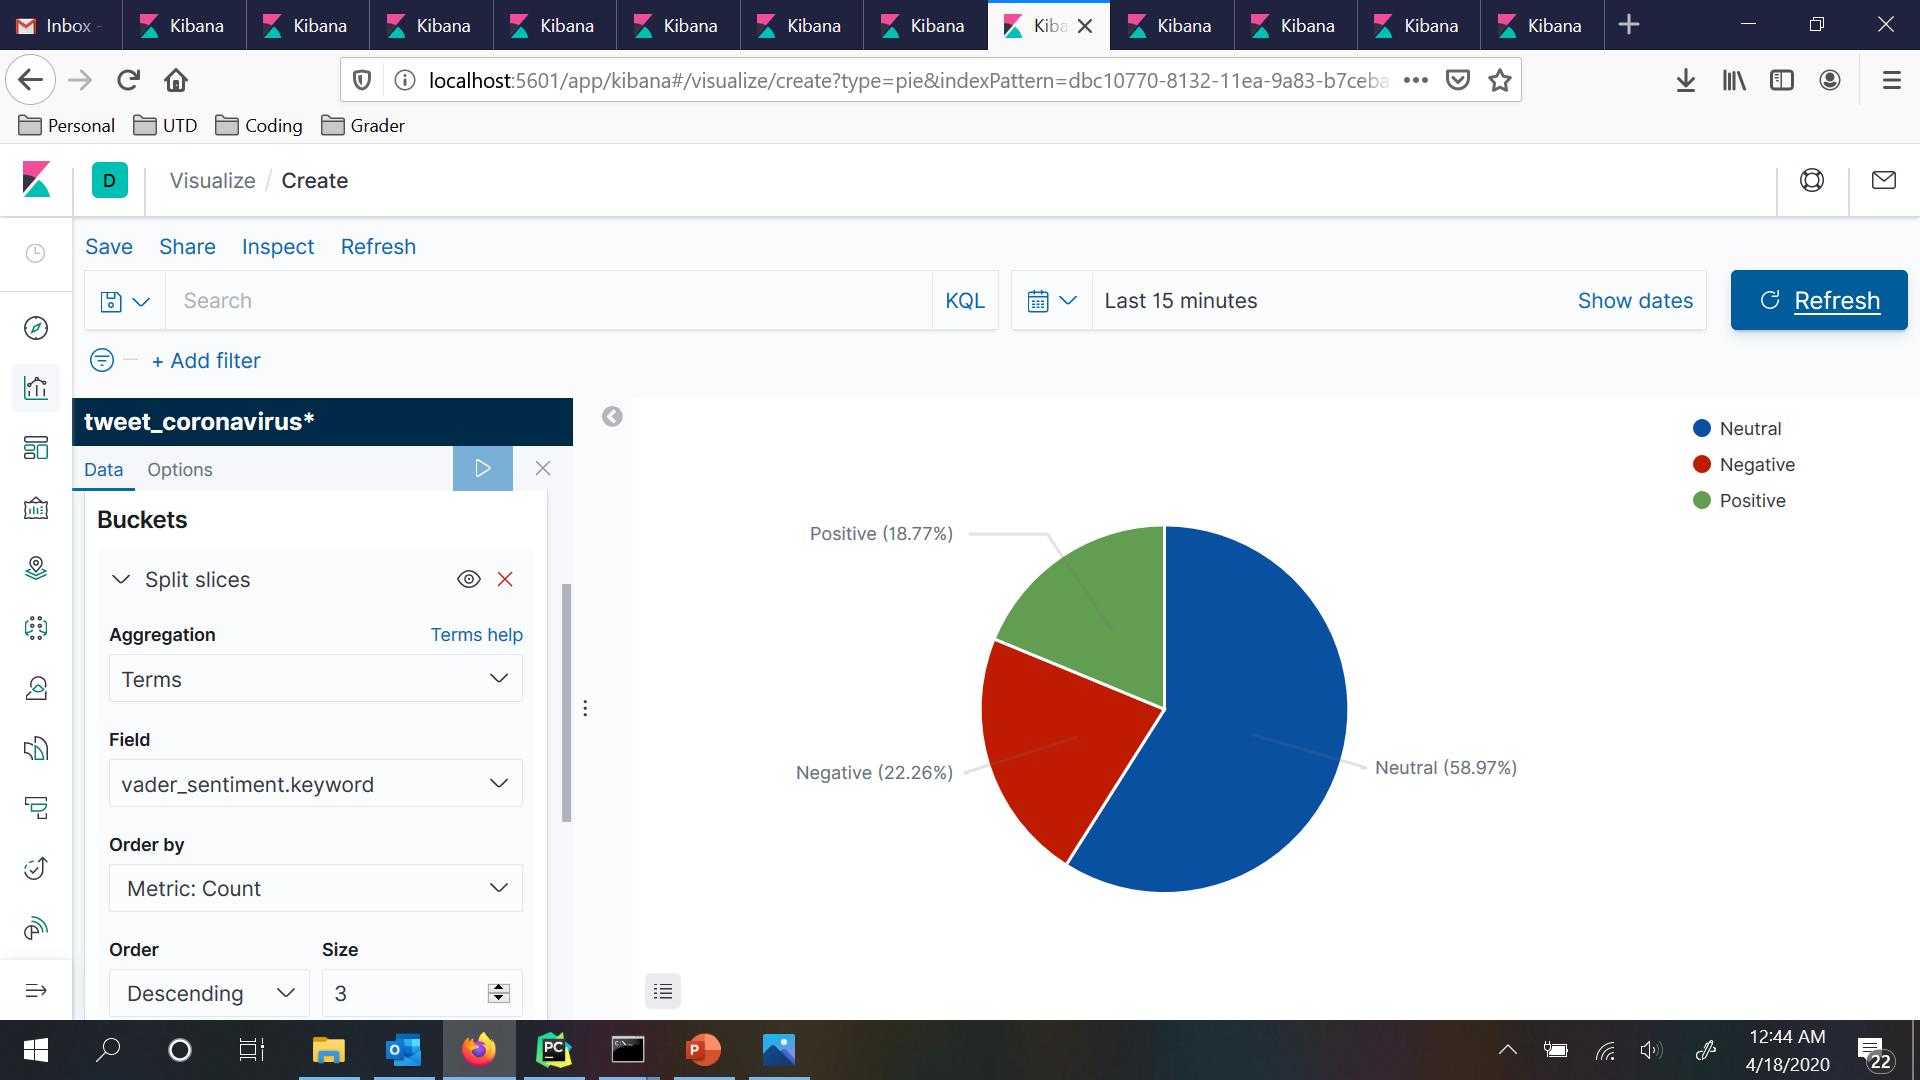 Inbox -
Kibana
Kibana
Kibana
Kibana
Kibana
Kibana
Kibana
Kiba
Kibana
Kibana
Kibana
Kibana
localhost:5601/app/kibana#/visualize/create?type=pie&indexPattern=dbc10770-8132-11ea-9a83-b7ceba
Personal
UTD
Coding
Grader
D
Visualize / Create
Save
Share
Inspect
Refresh
Search
KQL
Last 15 minutes
Show dates
Refresh
+ Add filter
tweet_coronavirus*
Data
Options
Buckets
Split slices
Aggregation
Terms help
Terms
Field
vader_sentiment.keyword
Order by
Metric: Count
Order
Size
Descending
3
Neutral
Negative
Positive
Positive (18.77%)
Negative (22.26%)
Neutral (58.97%)
PC
P
12:44 AM
4/18/2020
22